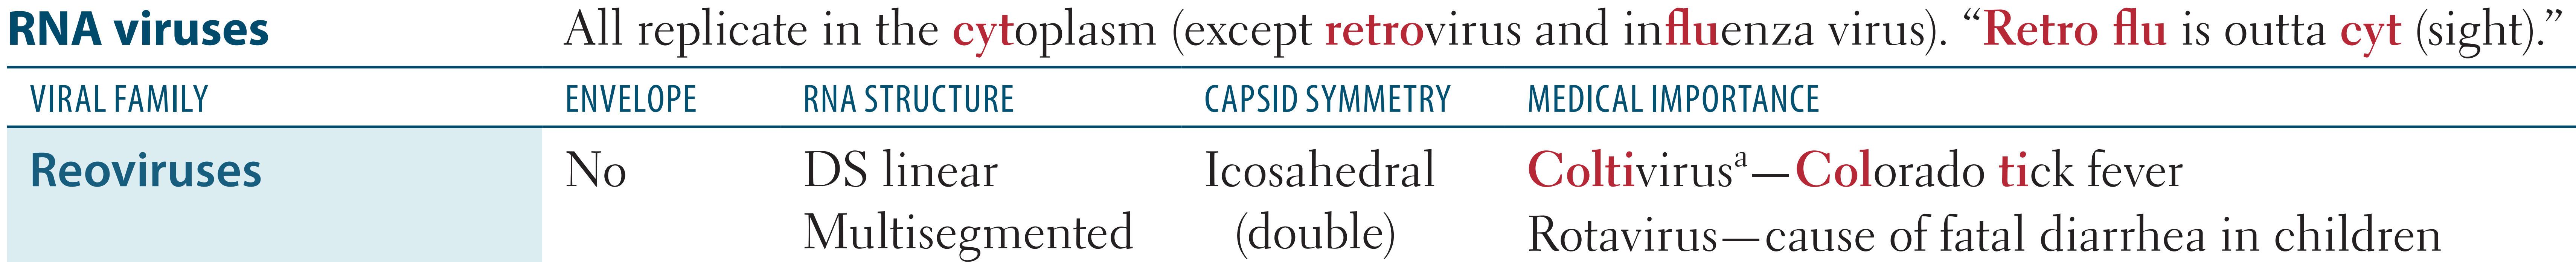 RNA viruses All replicate in the cytoplasm (except retrovirus and influenza virus). “Retro flu is outta cyt (sight).”
VIRAL FAMILY ENVELOPE RNA STRUCTURE CAPSID SYMMETRY MEDICAL IMPORTANCE
Reoviruses No DS linear Icosahedral Coltivirusᵃ—Colorado tick fever
Multisegmented (double) Rotavirus—cause of fatal diarrhea in children